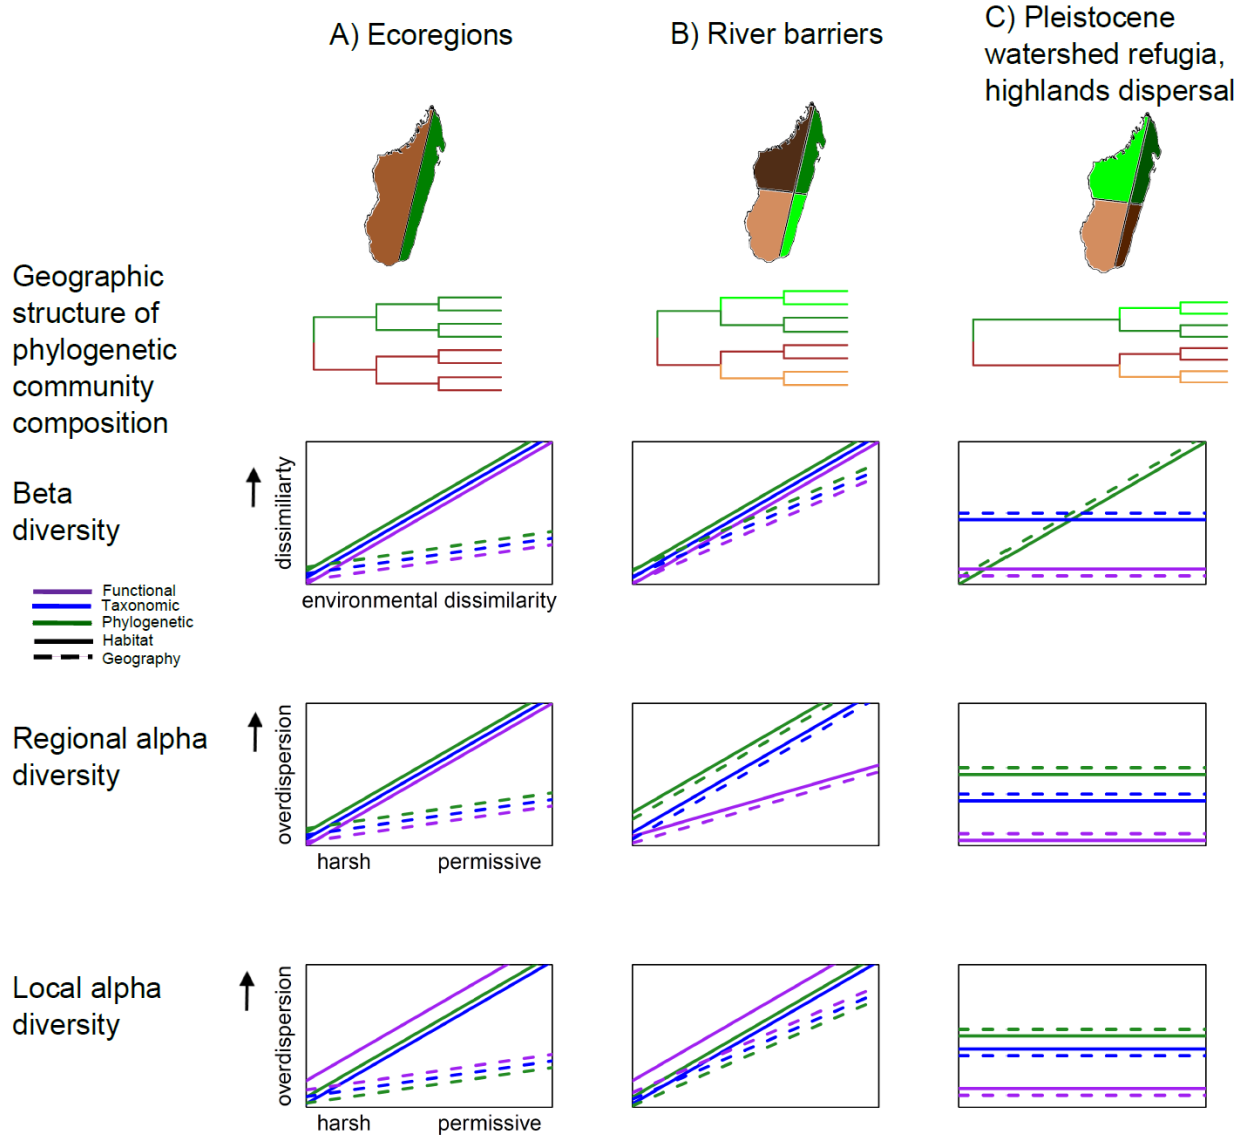 A) Ecoregions
B) River barriers
C) Pleistocene
watershed refugia,
highlands dispersal
Geographic
structure of
phylogenetic
community
composition
Beta
diversity
dissimiliarty
environmental dissimilarity
Functional
Taxonomic
Phylogenetic
Habitat
Geography
Regional alpha
diversity
overdispersion
harsh
permissive
Local alpha
diversity
overdispersion
harsh
permissive